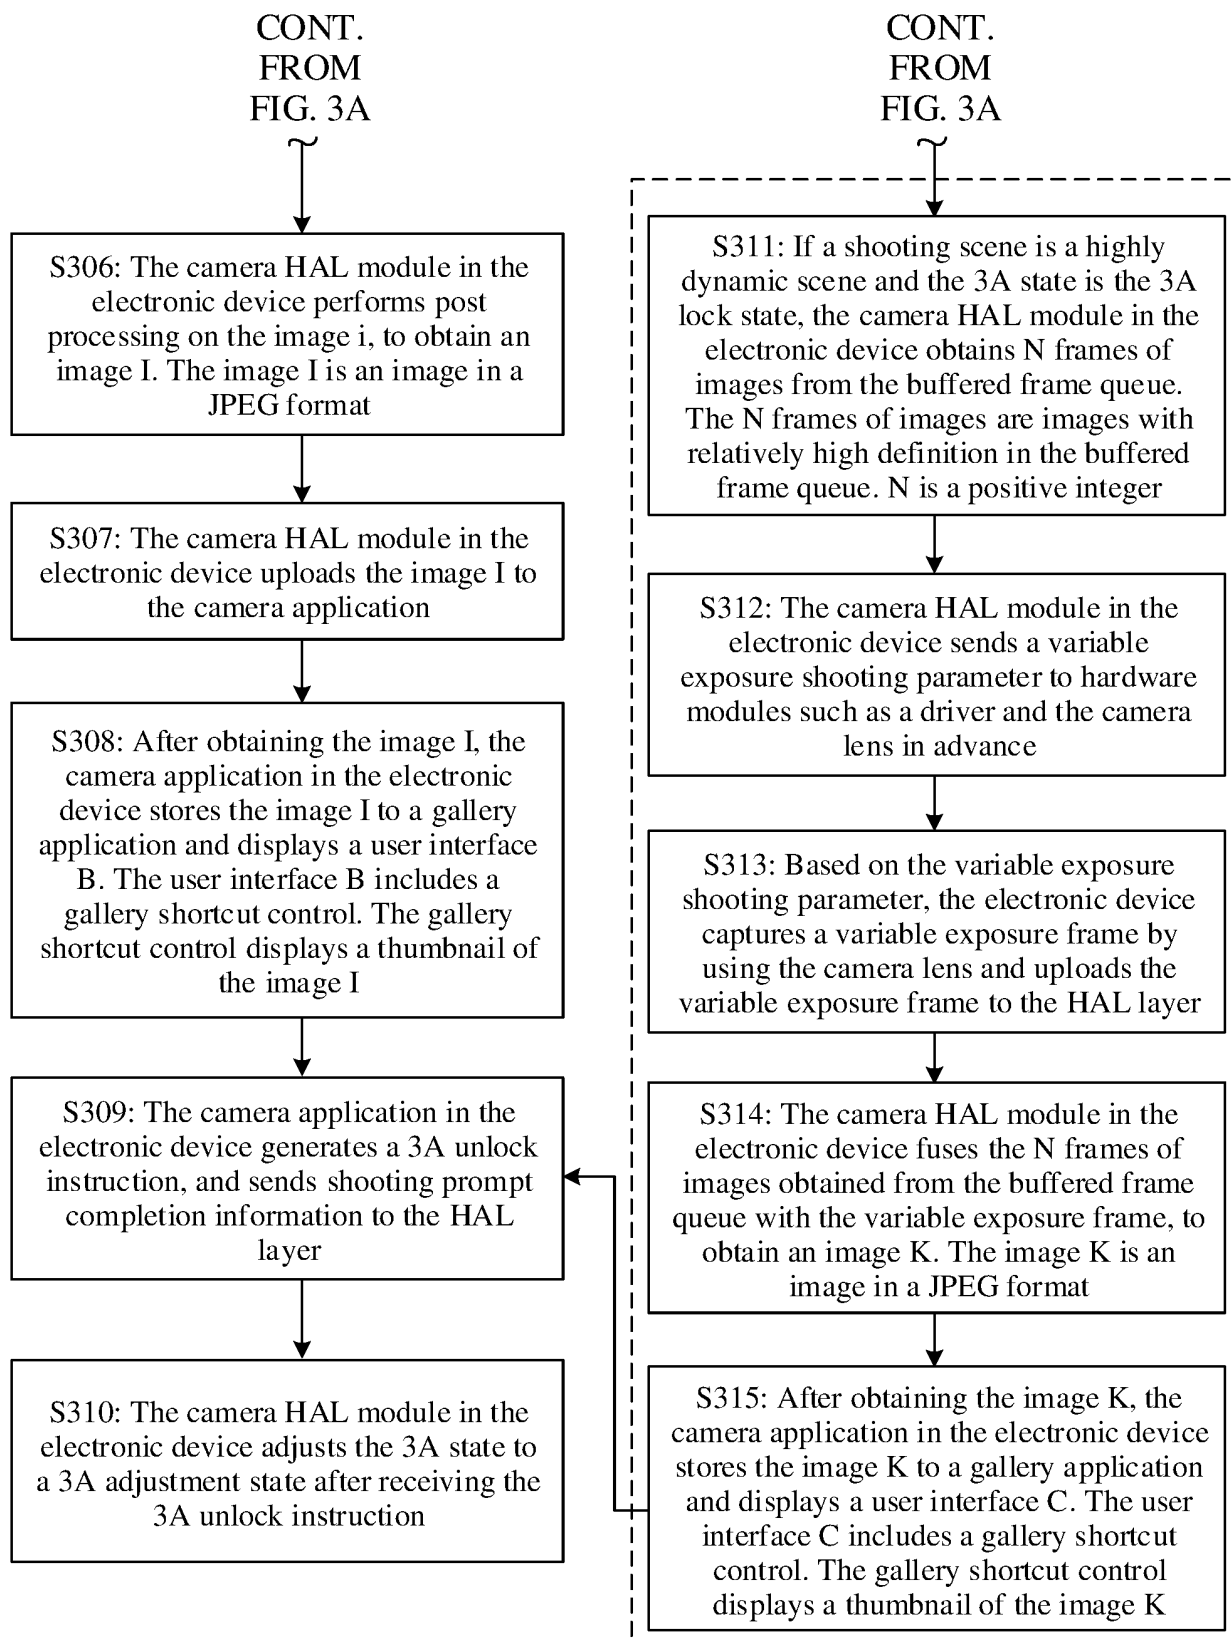 CONT.
FROM
FIG. 3A
S306: The camera HAL module in the
electronic device performs post
processing on the image i, to obtain an
image I. The image I is an image in a
JPEG format
S307: The camera HAL module in the
electronic device uploads the image I to
the camera application
S308: After obtaining the image I, the
camera application in the electronic
device stores the image I to a gallery
application and displays a user interface
B. The user interface B includes a
gallery shortcut control. The gallery
shortcut control displays a thumbnail of
the image I
S309: The camera application in the
electronic device generates a 3A unlock
instruction, and sends shooting prompt
completion information to the HAL
layer
S310: The camera HAL module in the
electronic device adjusts the 3A state to
a 3A adjustment state after receiving the
3A unlock instruction
CONT.
FROM
FIG. 3A
S311: If a shooting scene is a highly
dynamic scene and the 3A state is the 3A
lock state, the camera HAL module in the
electronic device obtains N frames of
images from the buffered frame queue.
The N frames of images are images with
relatively high definition in the buffered
frame queue. N is a positive integer
S312: The camera HAL module in the
electronic device sends a variable
exposure shooting parameter to hardware
modules such as a driver and the camera
lens in advance
S313: Based on the variable exposure
shooting parameter, the electronic device
captures a variable exposure frame by
using the camera lens and uploads the
variable exposure frame to the HAL layer
S314: The camera HAL module in the
electronic device fuses the N frames of
images obtained from the buffered frame
queue with the variable exposure frame, to
obtain an image K. The image K is an
image in a JPEG format
S315: After obtaining the image K, the
camera application in the electronic device
stores the image K to a gallery application
and displays a user interface C. The user
interface C includes a gallery shortcut
control. The gallery shortcut control
displays a thumbnail of the image K